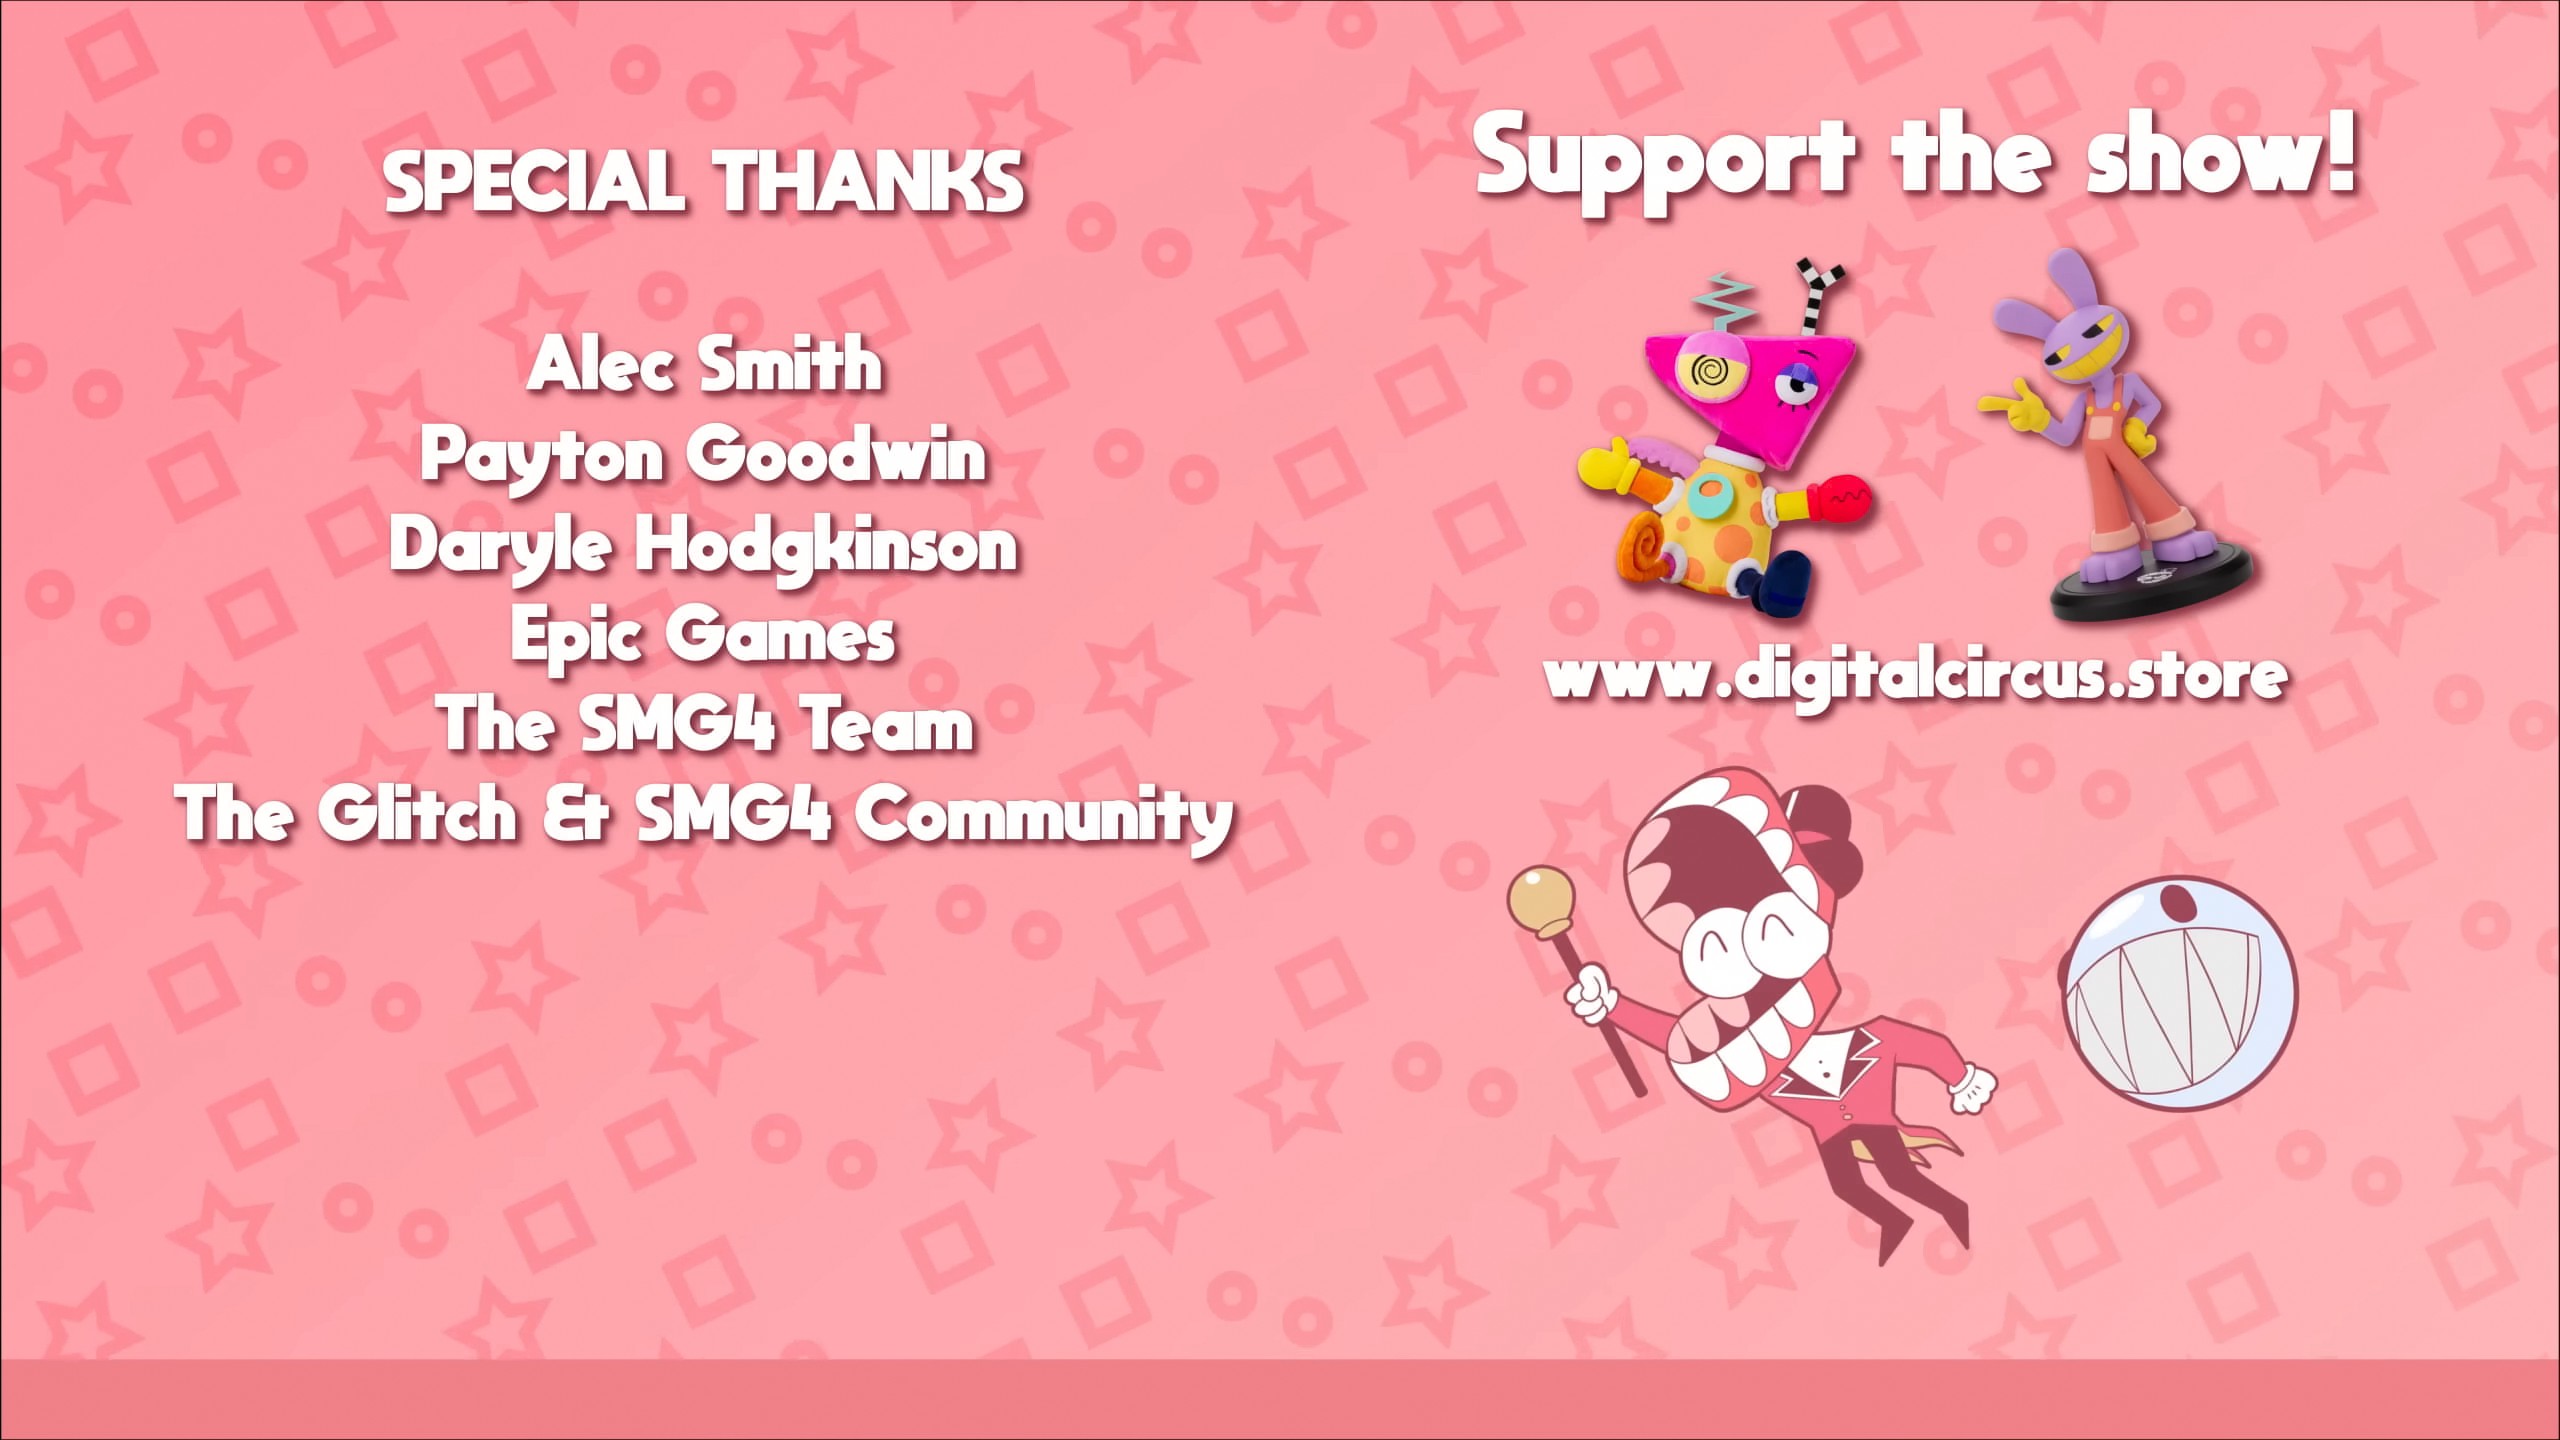 SPECIAL THANKS
Alec Smith
Payton Goodwin
Daryle Hodgkinson
Epic Games
The SMG4 Team
The Glitch & SMG4 Community
Support the show!
www.digitalcircus.store